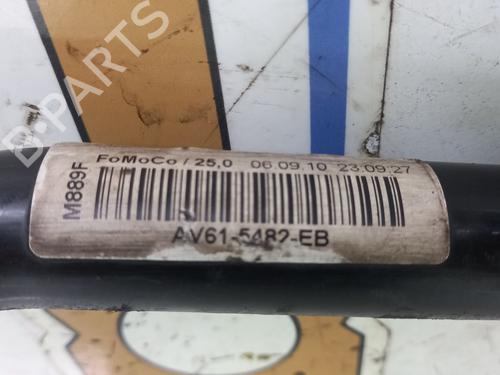 B-PARTS
M889F
FoMoCo / 25,0 06.09.10 23:09:27
AV61-5482-EB